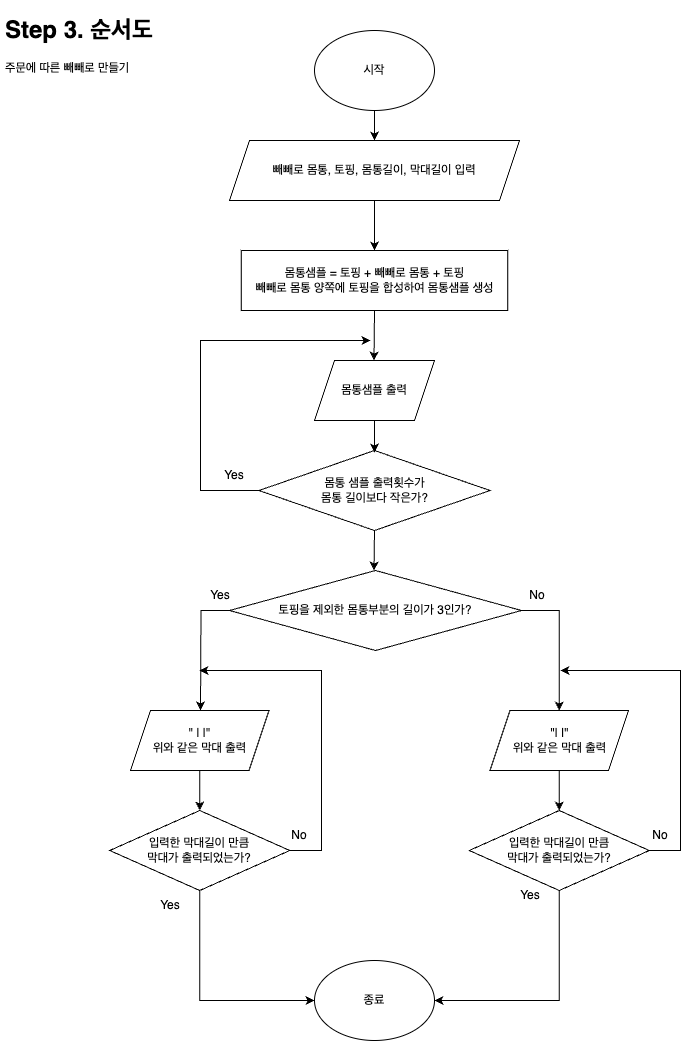 Step 3. 순서도
주문에 따른 빼빼로 만들기
시작
빼빼로 몸통, 토핑, 몸통길이, 막대길이 입력
몸통샘플 = 토핑 + 빼빼로 몸통 + 토핑
빼빼로 몸통 양쪽에 토핑을 합성하여 몸통샘플 생성
몸통샘플 출력
Yes
몸통 샘플 출력횟수가
몸통 길이보다 작은가?
Yes
No
토핑을 제외한 몸통부분의 길이가 3인가?
" | |"
위와 같은 막대 출력
"| |"
위와 같은 막대 출력
입력한 막대길이 만큼
막대가 출력되었는가?
No
입력한 막대길이 만큼
막대가 출력되었는가?
No
Yes
Yes
종료